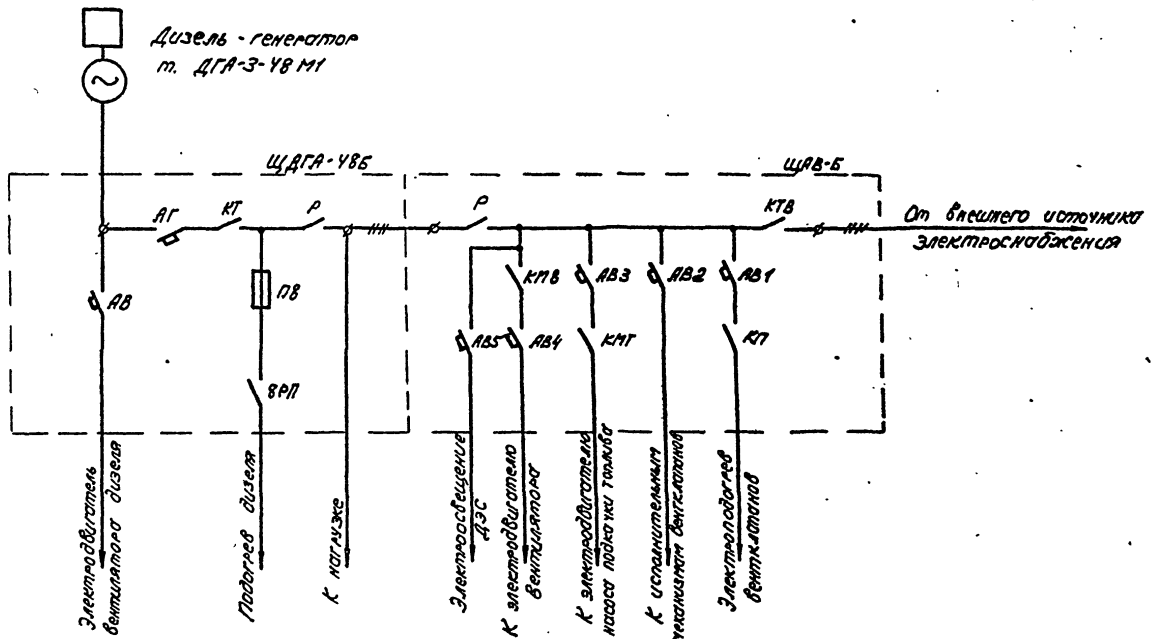 Дизель-генератор
т. ДГА-3-48 М1
ЩДГА-48Б
ЩАВ-Б
АГ
КТ
Р
Р
КТВ
От внешнего источника
электроснабжения
АВ
П8
8РП
КМВ
АВ3
АВ2
АВ1
АВ5
АВ4
КМТ
КП
Электродвигатель
вентилятора дизеля
Подогрев дизеля
К нагрузке
Электроосвещение
ДЭС
К электродвигателю
вентилятора
К электродвигателю
насоса подкачки топлива
К исполнительным
механизмам вентклапанов
Электроподогрев
вентклапанов